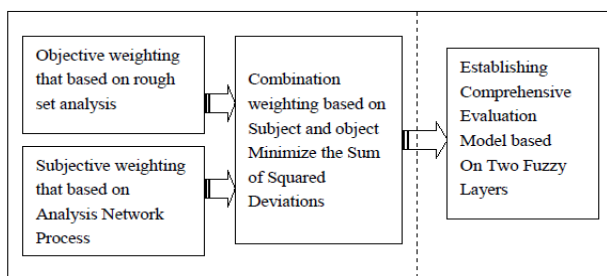 Objective weighting
that based on rough
set analysis
Subjective weighting
that based on
Analysis Network
Process
Combination
weighting based on
Subject and object
Minimize the Sum
of Squared
Deviations
Establishing
Comprehensive
Evaluation
Model based
On Two Fuzzy
Layers